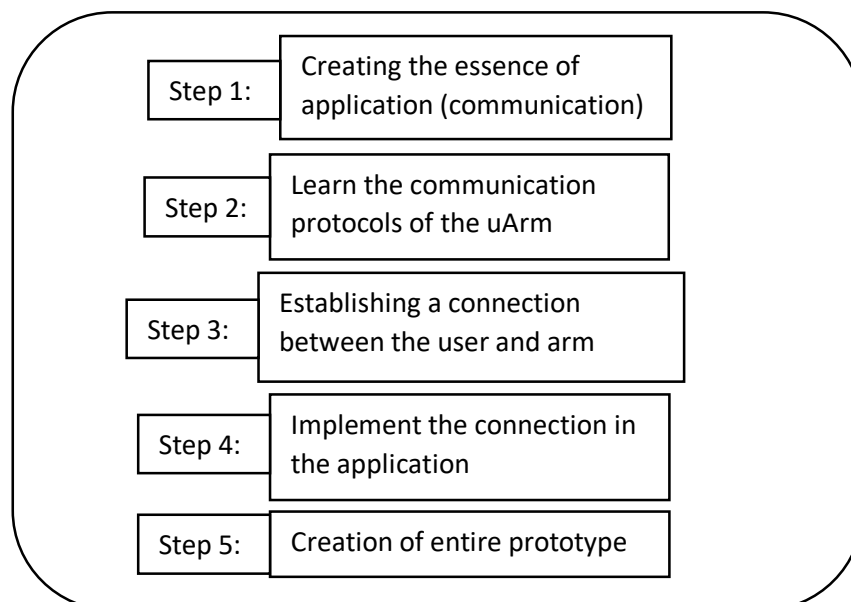 Step 1:
Creating the essence of
application (communication)
Step 2:
Learn the communication
protocols of the uArm
Step 3:
Establishing a connection
between the user and arm
Step 4:
Implement the connection in
the application
Step 5:
Creation of entire prototype